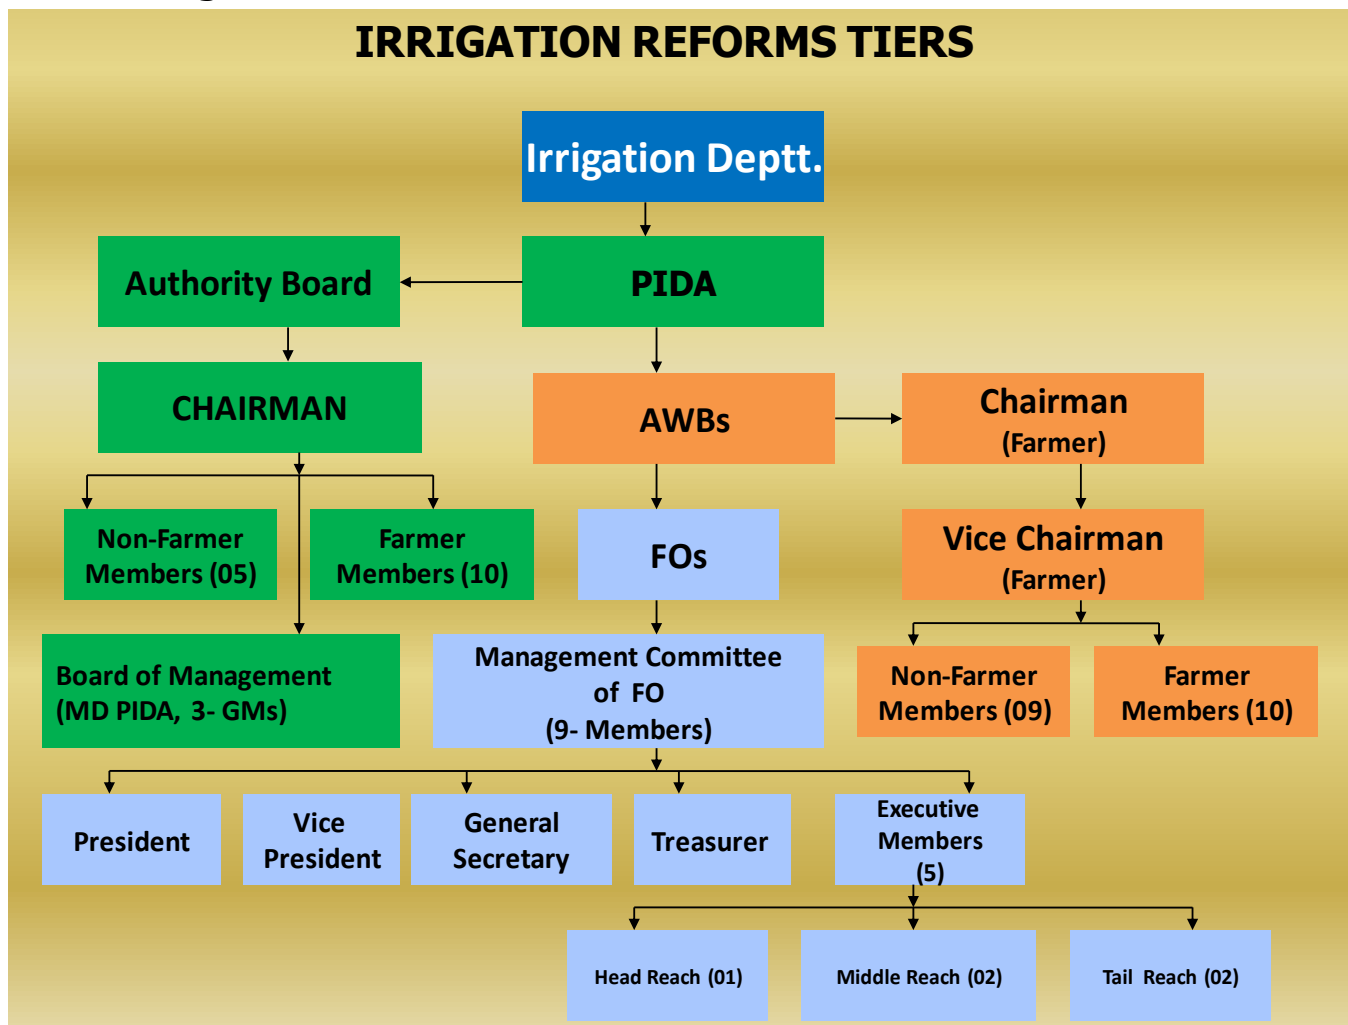 IRRIGATION REFORMS TIERS
Irrigation Deptt.
Authority Board
PIDA
CHAIRMAN
AWBs
Chairman
(Farmer)
Non-Farmer
Members (05)
Farmer
Members (10)
FOs
Vice Chairman
(Farmer)
Board of Management
(MD PIDA, 3- GMs)
Management Committee
of FO
(9- Members)
Non-Farmer
Members (09)
Farmer
Members (10)
President
Vice
President
General
Secretary
Treasurer
Executive
Members
(5)
Head Reach (01)
Middle Reach (02)
Tail Reach (02)